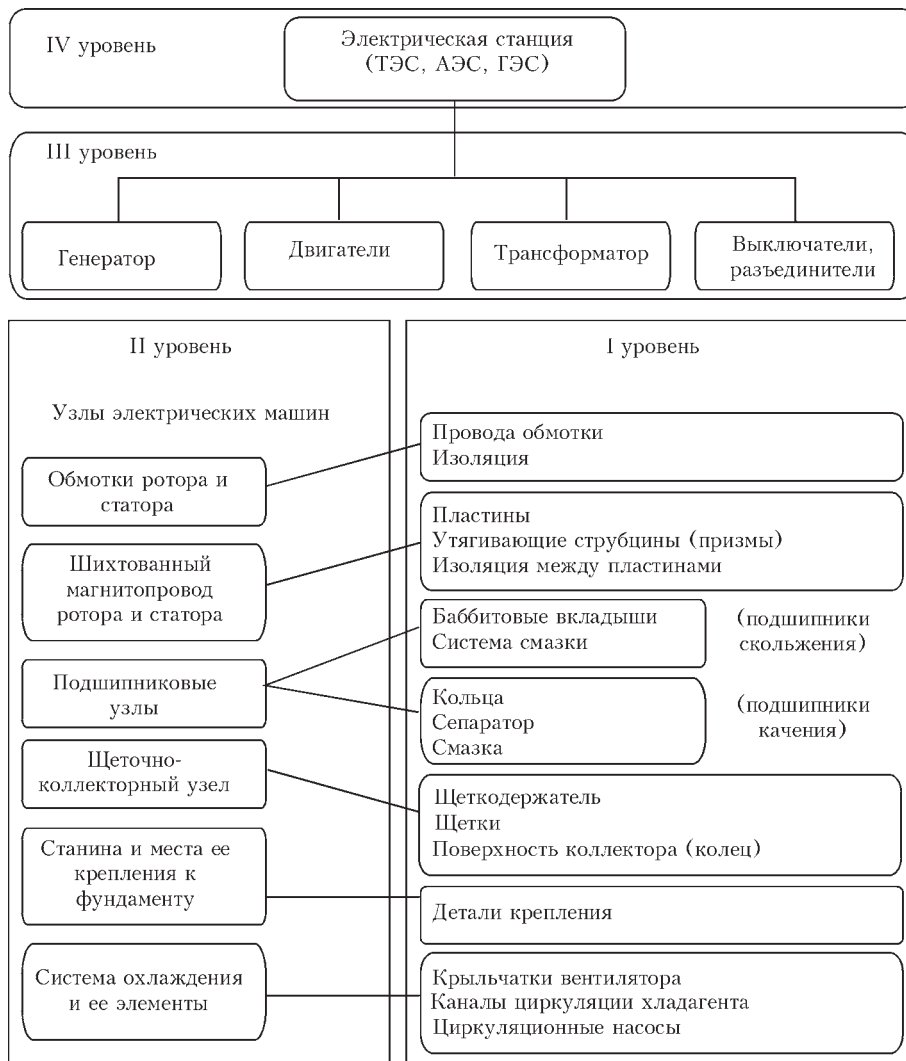 IV уровень
Электрическая станция
(ТЭС, АЭС, ГЭС)
III уровень
Генератор
Двигатели
Трансформатор
Выключатели,
разъединители
II уровень
Узлы электрических машин
Обмотки ротора и
статора
Шихтованный
магнитопровод
ротора и статора
Подшипниковые
узлы
Щеточно-
коллекторный узел
Станина и места ее
крепления к
фундаменту
Система охлаждения
и ее элементы
I уровень
Провода обмотки
Изоляция
Пластины
Утягивающие струбцины (призмы)
Изоляция между пластинами
Баббитовые вкладыши
Система смазки
(подшипники
скольжения)
Кольца
Сепаратор
Смазка
(подшипники
качения)
Щеткодержатель
Щетки
Поверхность коллектора (колец)
Детали крепления
Крыльчатки вентилятора
Каналы циркуляции хладагента
Циркуляционные насосы